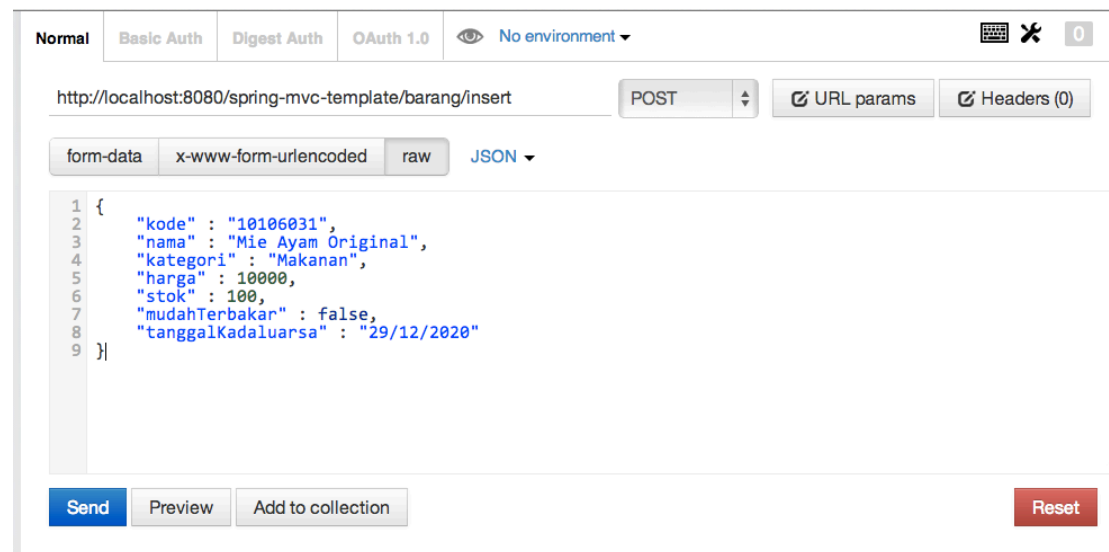 Normal Basic Auth Digest Auth OAuth 1.0 No environment 0
http://localhost:8080/spring-mvc-template/barang/insert POST URL params Headers (0)
form-data x-www-form-urlencoded raw JSON
1 {
2 "kode" : "10106031",
3 "nama" : "Mie Ayam Original",
4 "kategori" : "Makanan",
5 "harga" : 10000,
6 "stok" : 100,
7 "mudahTerbakar" : false,
8 "tanggalKadaluarsa" : "29/12/2020"
9 }
Send Preview Add to collection Reset